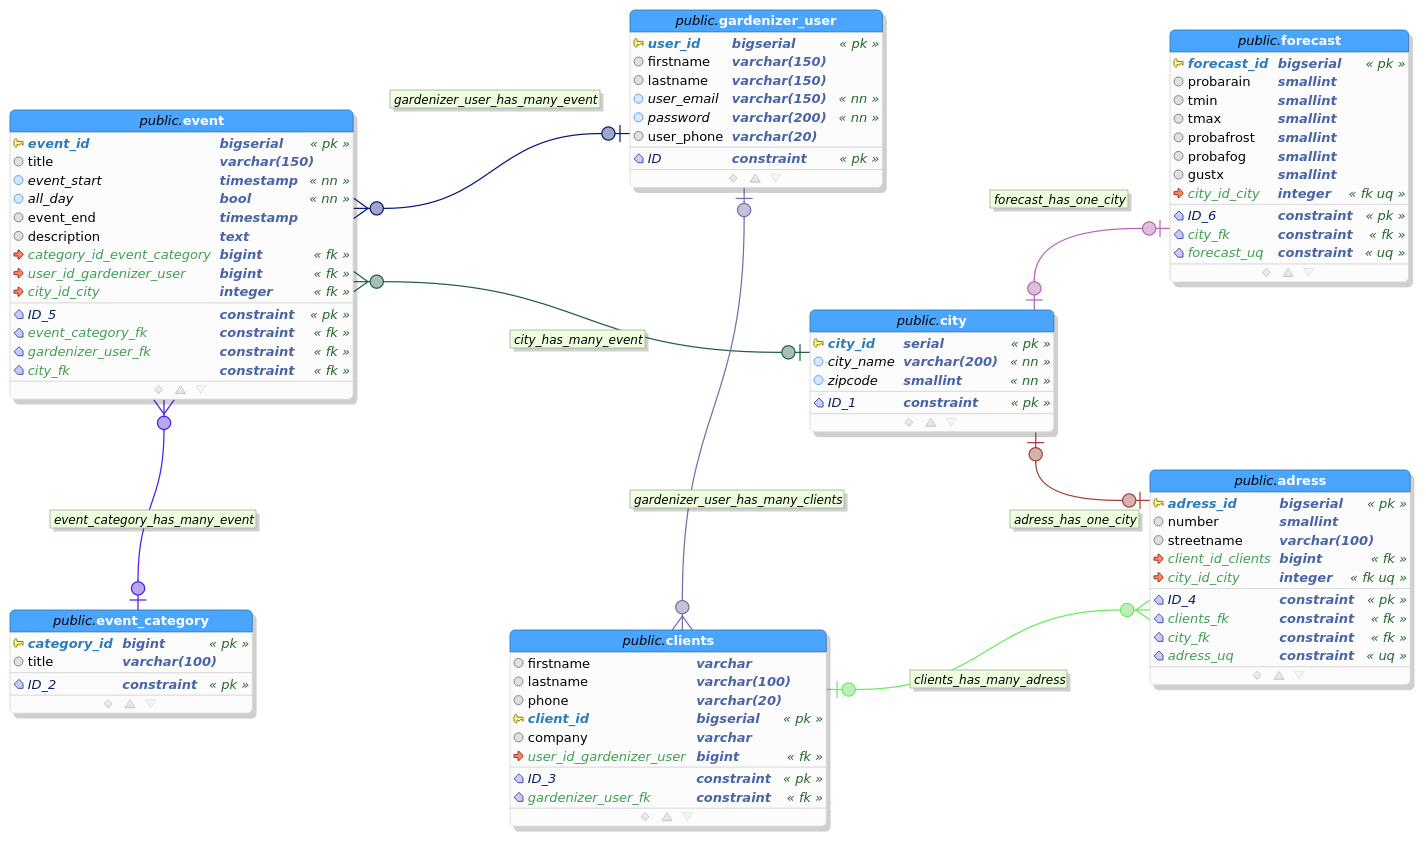 public.gardenizer_user
user_id bigserial « pk »
firstname varchar(150)
lastname varchar(150)
user_email varchar(150) « nn »
password varchar(200) « nn »
user_phone varchar(20)
ID constraint « pk »
public.forecast
forecast_id bigserial « pk »
probarain smallint
tmin smallint
tmax smallint
probafrost smallint
probafog smallint
gustx smallint
city_id_city integer « fk uq »
ID_6 constraint « pk »
city_fk constraint « fk »
forecast_uq constraint « uq »
gardenizer_user_has_many_event
public.event
event_id bigserial « pk »
title varchar(150)
event_start timestamp « nn »
all_day bool « nn »
event_end timestamp
description text
category_id_event_category bigint « fk »
user_id_gardenizer_user bigint « fk »
city_id_city integer « fk »
ID_5 constraint « pk »
event_category_fk constraint « fk »
gardenizer_user_fk constraint « fk »
city_fk constraint « fk »
forecast_has_one_city
city_has_many_event
public.city
city_id serial « pk »
city_name varchar(200) « nn »
zipcode smallint « nn »
ID_1 constraint « pk »
gardenizer_user_has_many_clients
event_category_has_many_event
adress_has_one_city
public.adress
adress_id bigserial « pk »
number smallint
streetname varchar(100)
client_id_clients bigint « fk »
city_id_city integer « fk uq »
ID_4 constraint « pk »
clients_fk constraint « fk »
city_fk constraint « fk »
adress_uq constraint « uq »
public.event_category
category_id bigint « pk »
title varchar(100)
ID_2 constraint « pk »
public.clients
firstname varchar
lastname varchar(100)
phone varchar(20)
client_id bigserial « pk »
company varchar
user_id_gardenizer_user bigint « fk »
ID_3 constraint « pk »
gardenizer_user_fk constraint « fk »
clients_has_many_adress